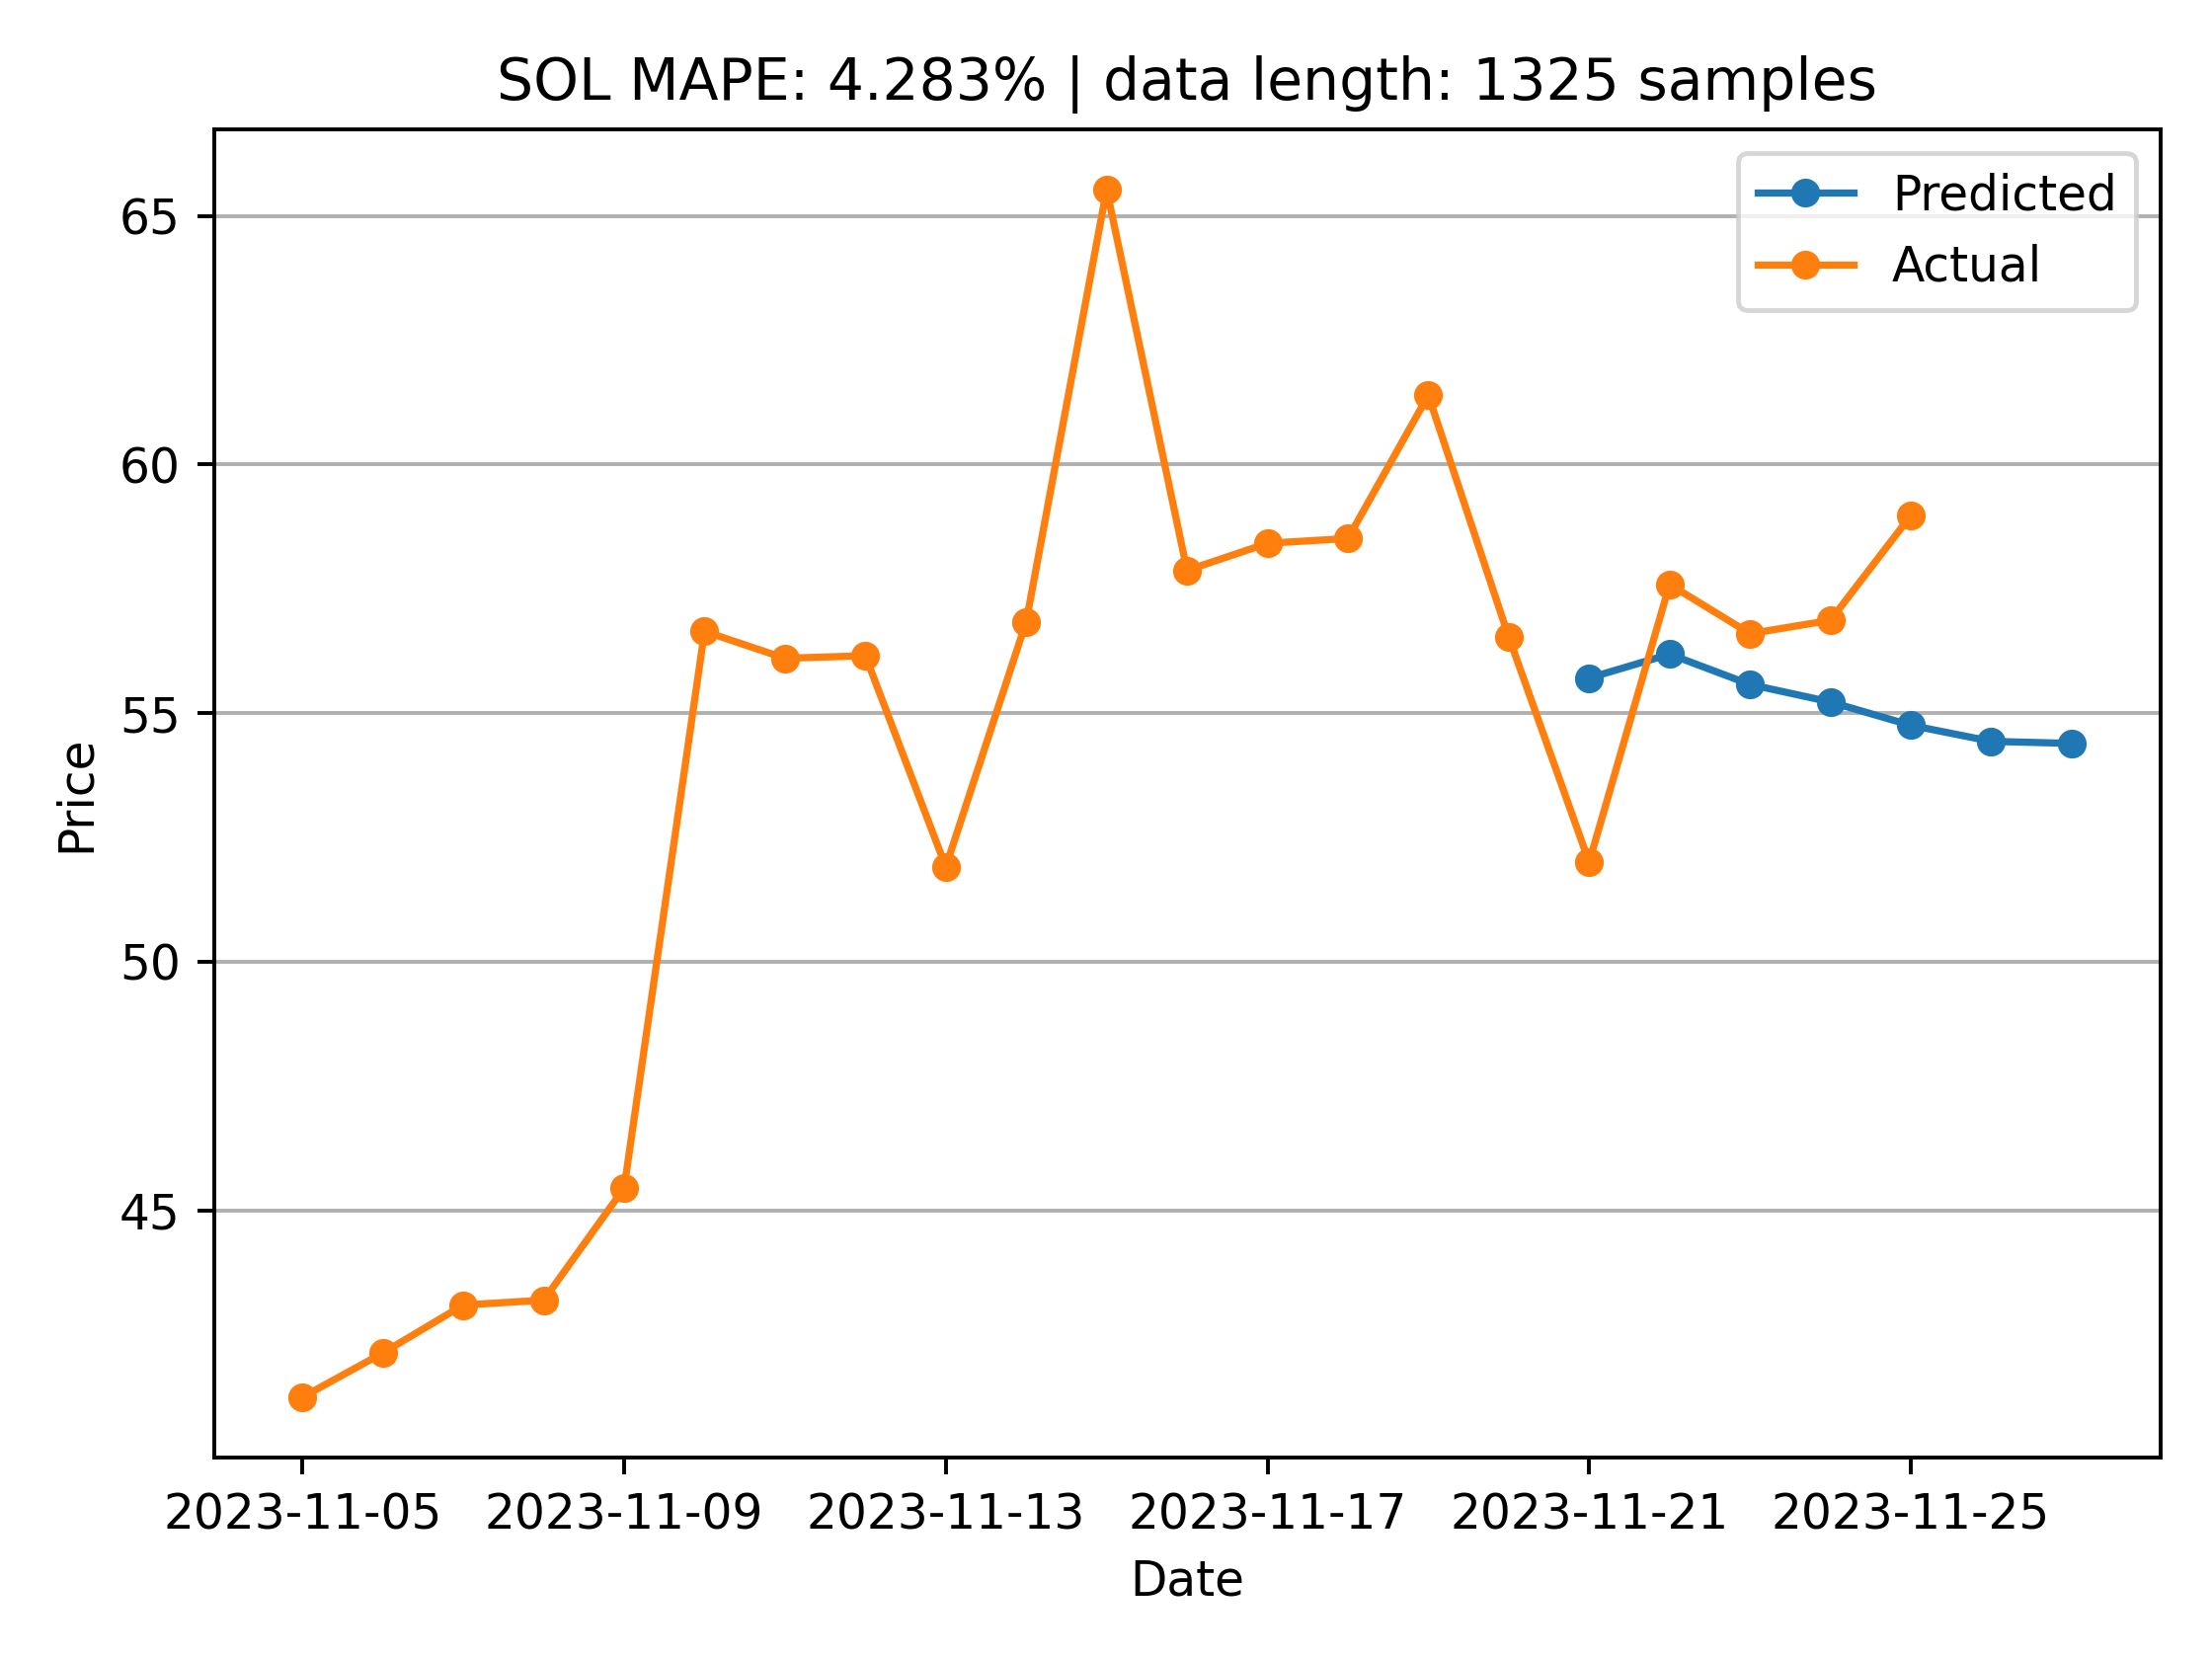 SOL MAPE: 4.283% | data length: 1325 samples
Predicted
Actual
65
60
55
50
45
Price
2023-11-05 2023-11-09 2023-11-13 2023-11-17 2023-11-21 2023-11-25
Date